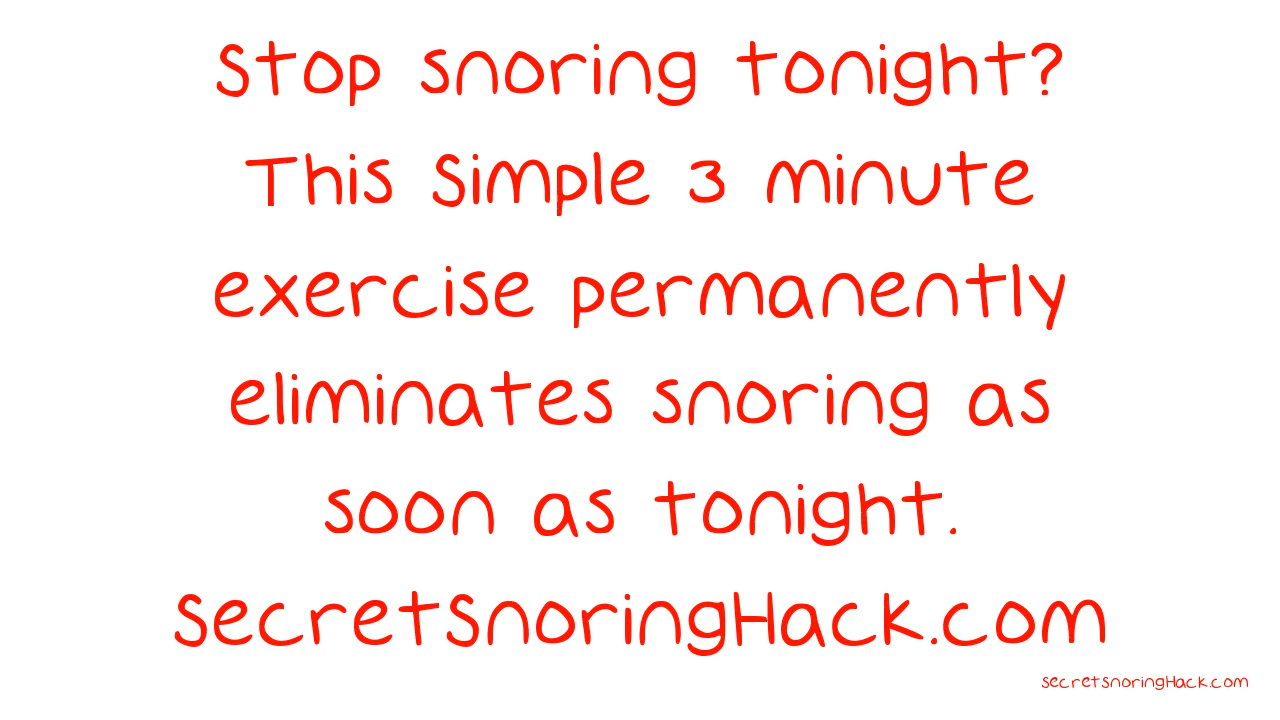 Stop snoring tonight?
This Simple 3 minute
exercise permanently
eliminates snoring as
soon as tonight.
SecretSnoringHack.com
secretsnoringHack.com